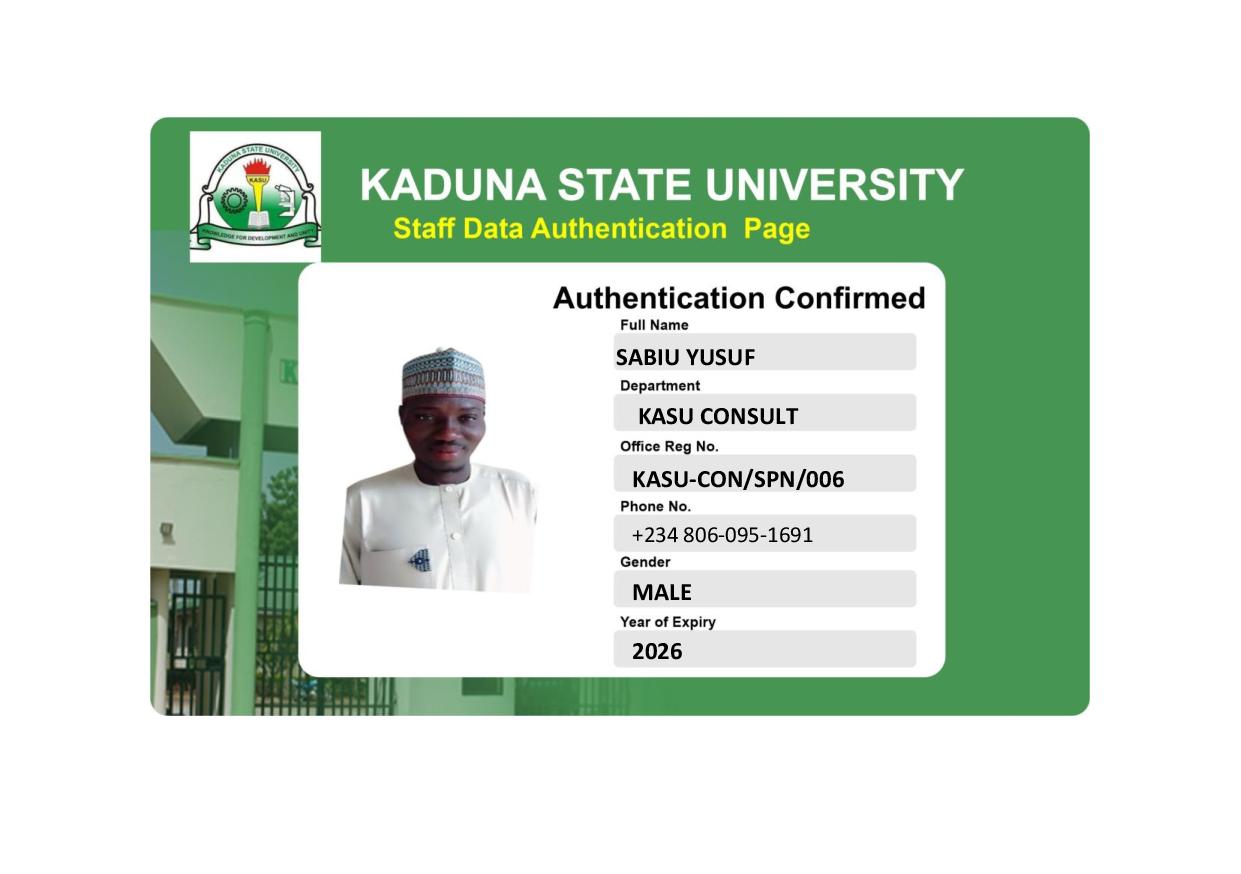 KADUNA STATE UNIVERSITY
KASU
KNOWLEDGE FOR DEVELOPMENT AND UNITY
KADUNA STATE UNIVERSITY
Staff Data Authentication Page
Authentication Confirmed
Full Name
SABIU YUSUF
Department
KASU CONSULT
Office Reg No.
KASU-CON/SPN/006
Phone No.
+234 806-095-1691
Gender
MALE
Year of Expiry
2026